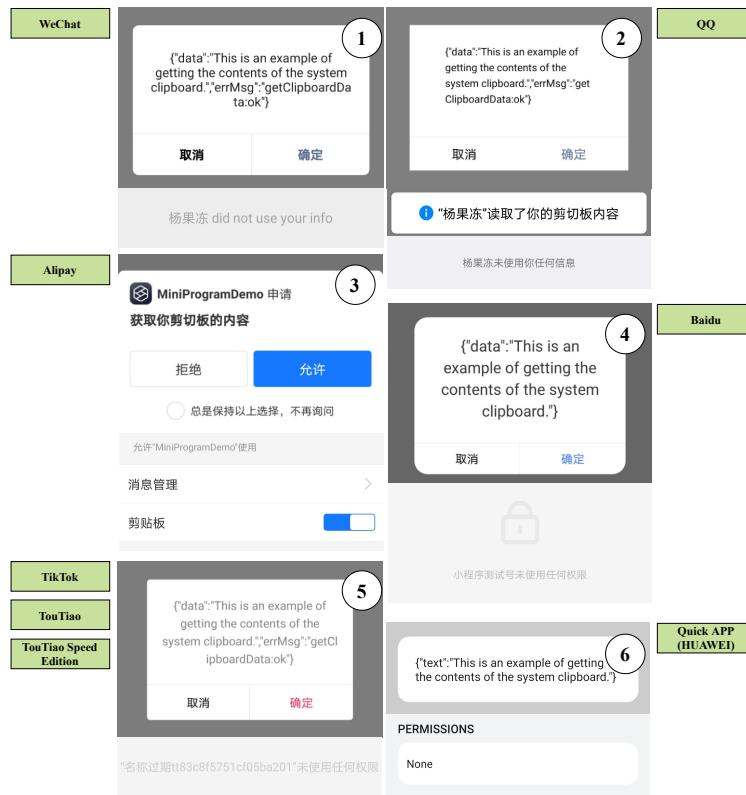 WeChat
1
{"data":"This is an example of
getting the contents of the system
clipboard.","errMsg":"getClipboardDa
ta:ok"}
取消
确定
杨果冻 did not use your info
QQ
2
{"data":"This is an example of
getting the contents of the
system clipboard.","errMsg":"get
ClipboardData:ok"}
取消
确定
“杨果冻”读取了你的剪切板内容
杨果冻未使用你任何信息
Alipay
3
MiniProgramDemo 申请
获取你剪切板的内容
拒绝
允许
总是保持以上选择，不再询问
允许"MiniProgramDemo"使用
消息管理
剪贴板
Baidu
4
{"data":"This is an
example of getting the
contents of the system
clipboard."}
取消
确定
小程序测试号未使用任何权限
TikTok
TouTiao
TouTiao Speed
Edition
5
{"data":"This is an example of
getting the contents of the
system clipboard.","errMsg":"getCl
ipboardData:ok"}
取消
确定
"名称过期tt83c8f5751cf05ba201"未使用任何权限
Quick APP
(HUAWEI)
6
{"text":"This is an example of getting
the contents of the system clipboard."}
PERMISSIONS
None